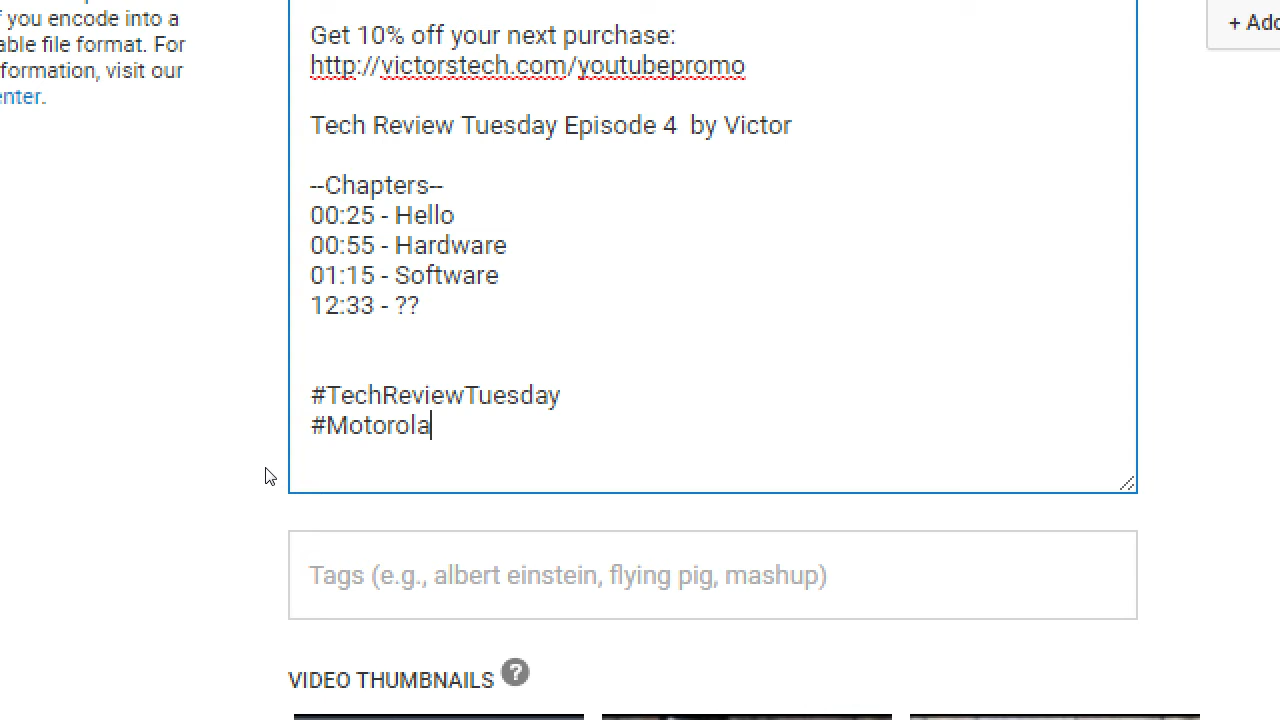 f you encode into a
able file format. For
formation, visit our
enter.
Get 10% off your next purchase:
http://victorstech.com/youtubepromo
Tech Review Tuesday Episode 4  by Victor
--Chapters--
00:25 - Hello
00:55 - Hardware
01:15 - Software
12:33 - ??
#TechReviewTuesday
#Motorola
Tags (e.g., albert einstein, flying pig, mashup)
VIDEO THUMBNAILS ?
+ Add